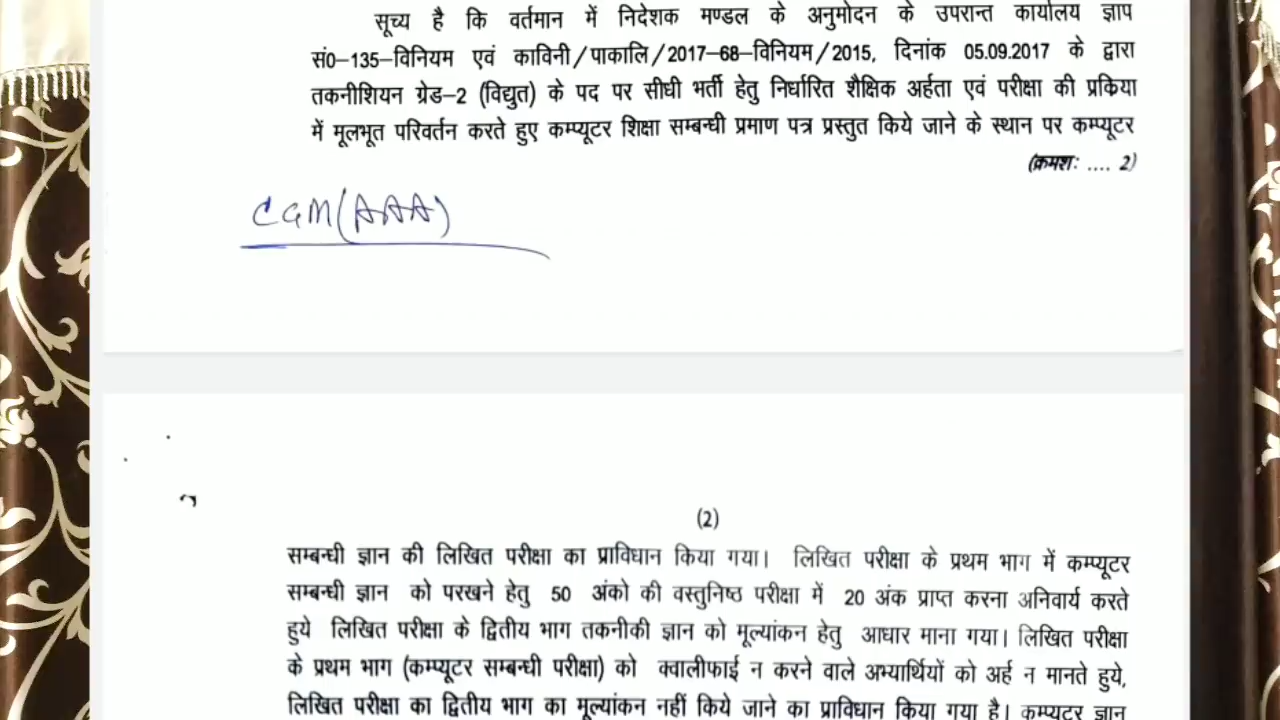 सूच्य है कि वर्तमान में निदेशक मण्डल के अनुमोदन के उपरान्त कार्यालय ज्ञाप
सं0-135-विनियम एवं काविनी/पाकालि/2017-68-विनियम/2015, दिनांक 05.09.2017 के द्वारा
तकनीशियन ग्रेड-2 (विद्युत) के पद पर सीधी भर्ती हेतु निर्धारित शैक्षिक अर्हता एवं परीक्षा की प्रकिया
में मूलभूत परिवर्तन करते हुए कम्प्यूटर शिक्षा सम्बन्धी प्रमाण पत्र प्रस्तुत किये जाने के स्थान पर कम्प्यूटर
(क्रमशः .... 2)
CGM(AAA)
(2)
सम्बन्धी ज्ञान की लिखित परीक्षा का प्राविधान किया गया। लिखित परीक्षा के प्रथम भाग में कम्प्यूटर
सम्बन्धी ज्ञान को परखने हेतु 50 अंको की वस्तुनिष्ठ परीक्षा में 20 अंक प्राप्त करना अनिवार्य करते
हुये लिखित परीक्षा के द्वितीय भाग तकनीकी ज्ञान को मूल्यांकन हेतु आधार माना गया। लिखित परीक्षा
के प्रथम भाग (कम्प्यूटर सम्बन्धी परीक्षा) को क्वालीफाई न करने वाले अभ्यार्थियों को अर्ह न मानते हुये,
लिखित परीक्षा का द्वितीय भाग का मूल्यांकन नहीं किये जाने का प्राविधान किया गया है। कम्प्यूटर ज्ञान